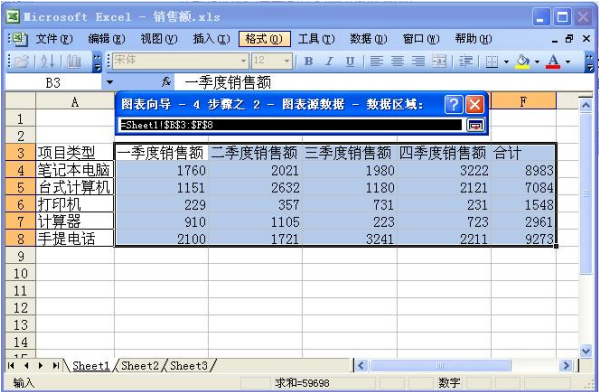 Microsoft Excel - 销售额.xls
文件(F) 编辑(E) 视图(V) 插入(I) 格式(O) 工具(T) 数据(D) 窗口(W) 帮助(H)
宋体 12 B I U
B3 fx 一季度销售额
图表向导 - 4 步骤之 2 - 图表源数据 - 数据区域:
=Sheet1!$B$3:$F$8
A F
1
2
3 项目类型 一季度销售额 二季度销售额 三季度销售额 四季度销售额 合计
4 笔记本电脑 1760 2021 1980 3222 8983
5 台式计算机 1151 2632 1180 2121 7084
6 打印机 229 357 731 231 1548
7 计算器 910 1105 223 723 2961
8 手提电话 2100 1721 3241 2211 9273
9
10
11
12
13
14
15
Sheet1 Sheet2 Sheet3
输入 求和=59698 数字